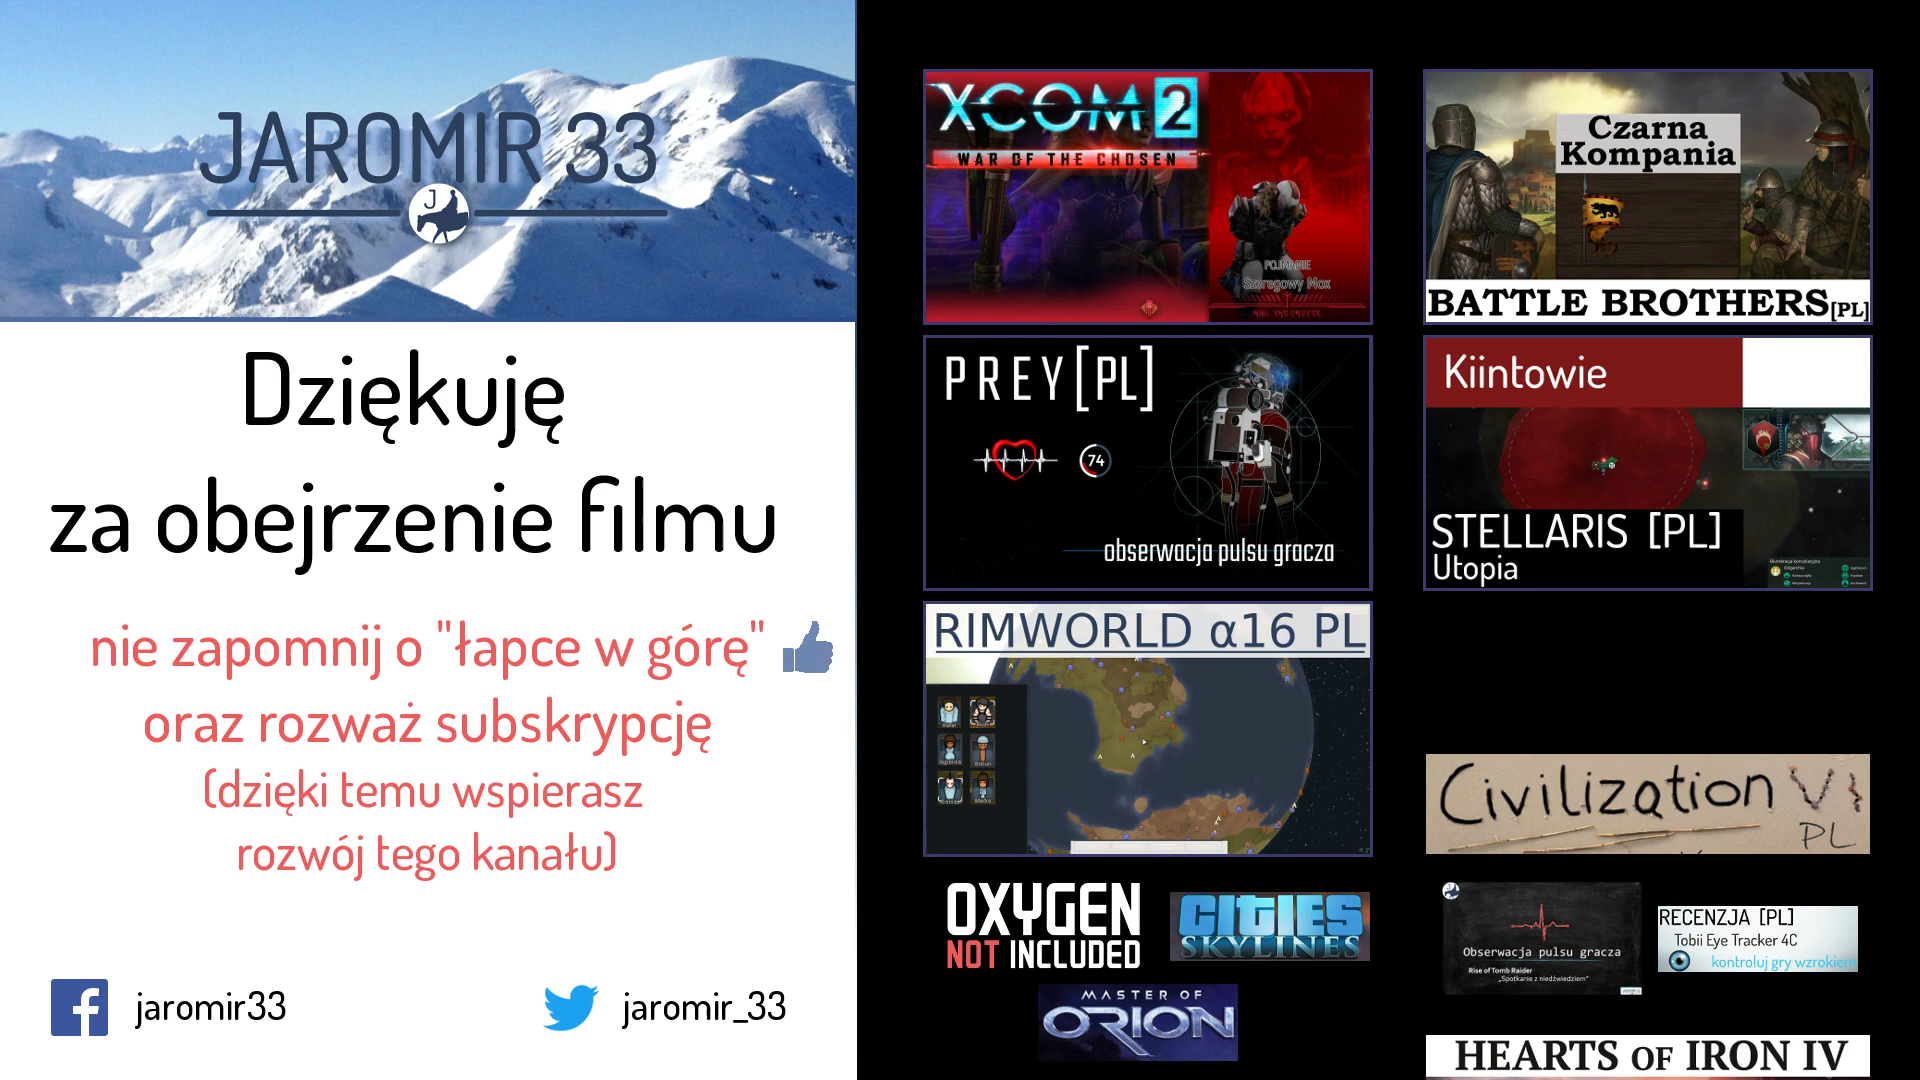 JAROMIR 33
J
Dziękuję
za obejrzenie filmu
nie zapomnij o "łapce w górę"
oraz rozważ subskrypcję
(dzięki temu wspierasz
rozwój tego kanału)
jaromir33
jaromir_33
XCOM 2
WAR OF THE CHOSEN
POJMANIE
Szeregowy Mox
Czarna
Kompania
BATTLE BROTHERS[PL]
PREY[PL]
74
obserwacja pulsu gracza
Kiintowie
STELLARIS [PL]
Utopia
RIMWORLD α16 PL
Civilization VI
PL
OXYGEN
NOT INCLUDED
CITIES
SKYLINES
MASTER OF
ORION
Obserwacja pulsu gracza
Rise of Tomb Raider
„Spotkanie z niedźwiedziem”
RECENZJA [PL]
Tobii Eye Tracker 4C
kontroluj gry wzrokiem
HEARTS OF IRON IV